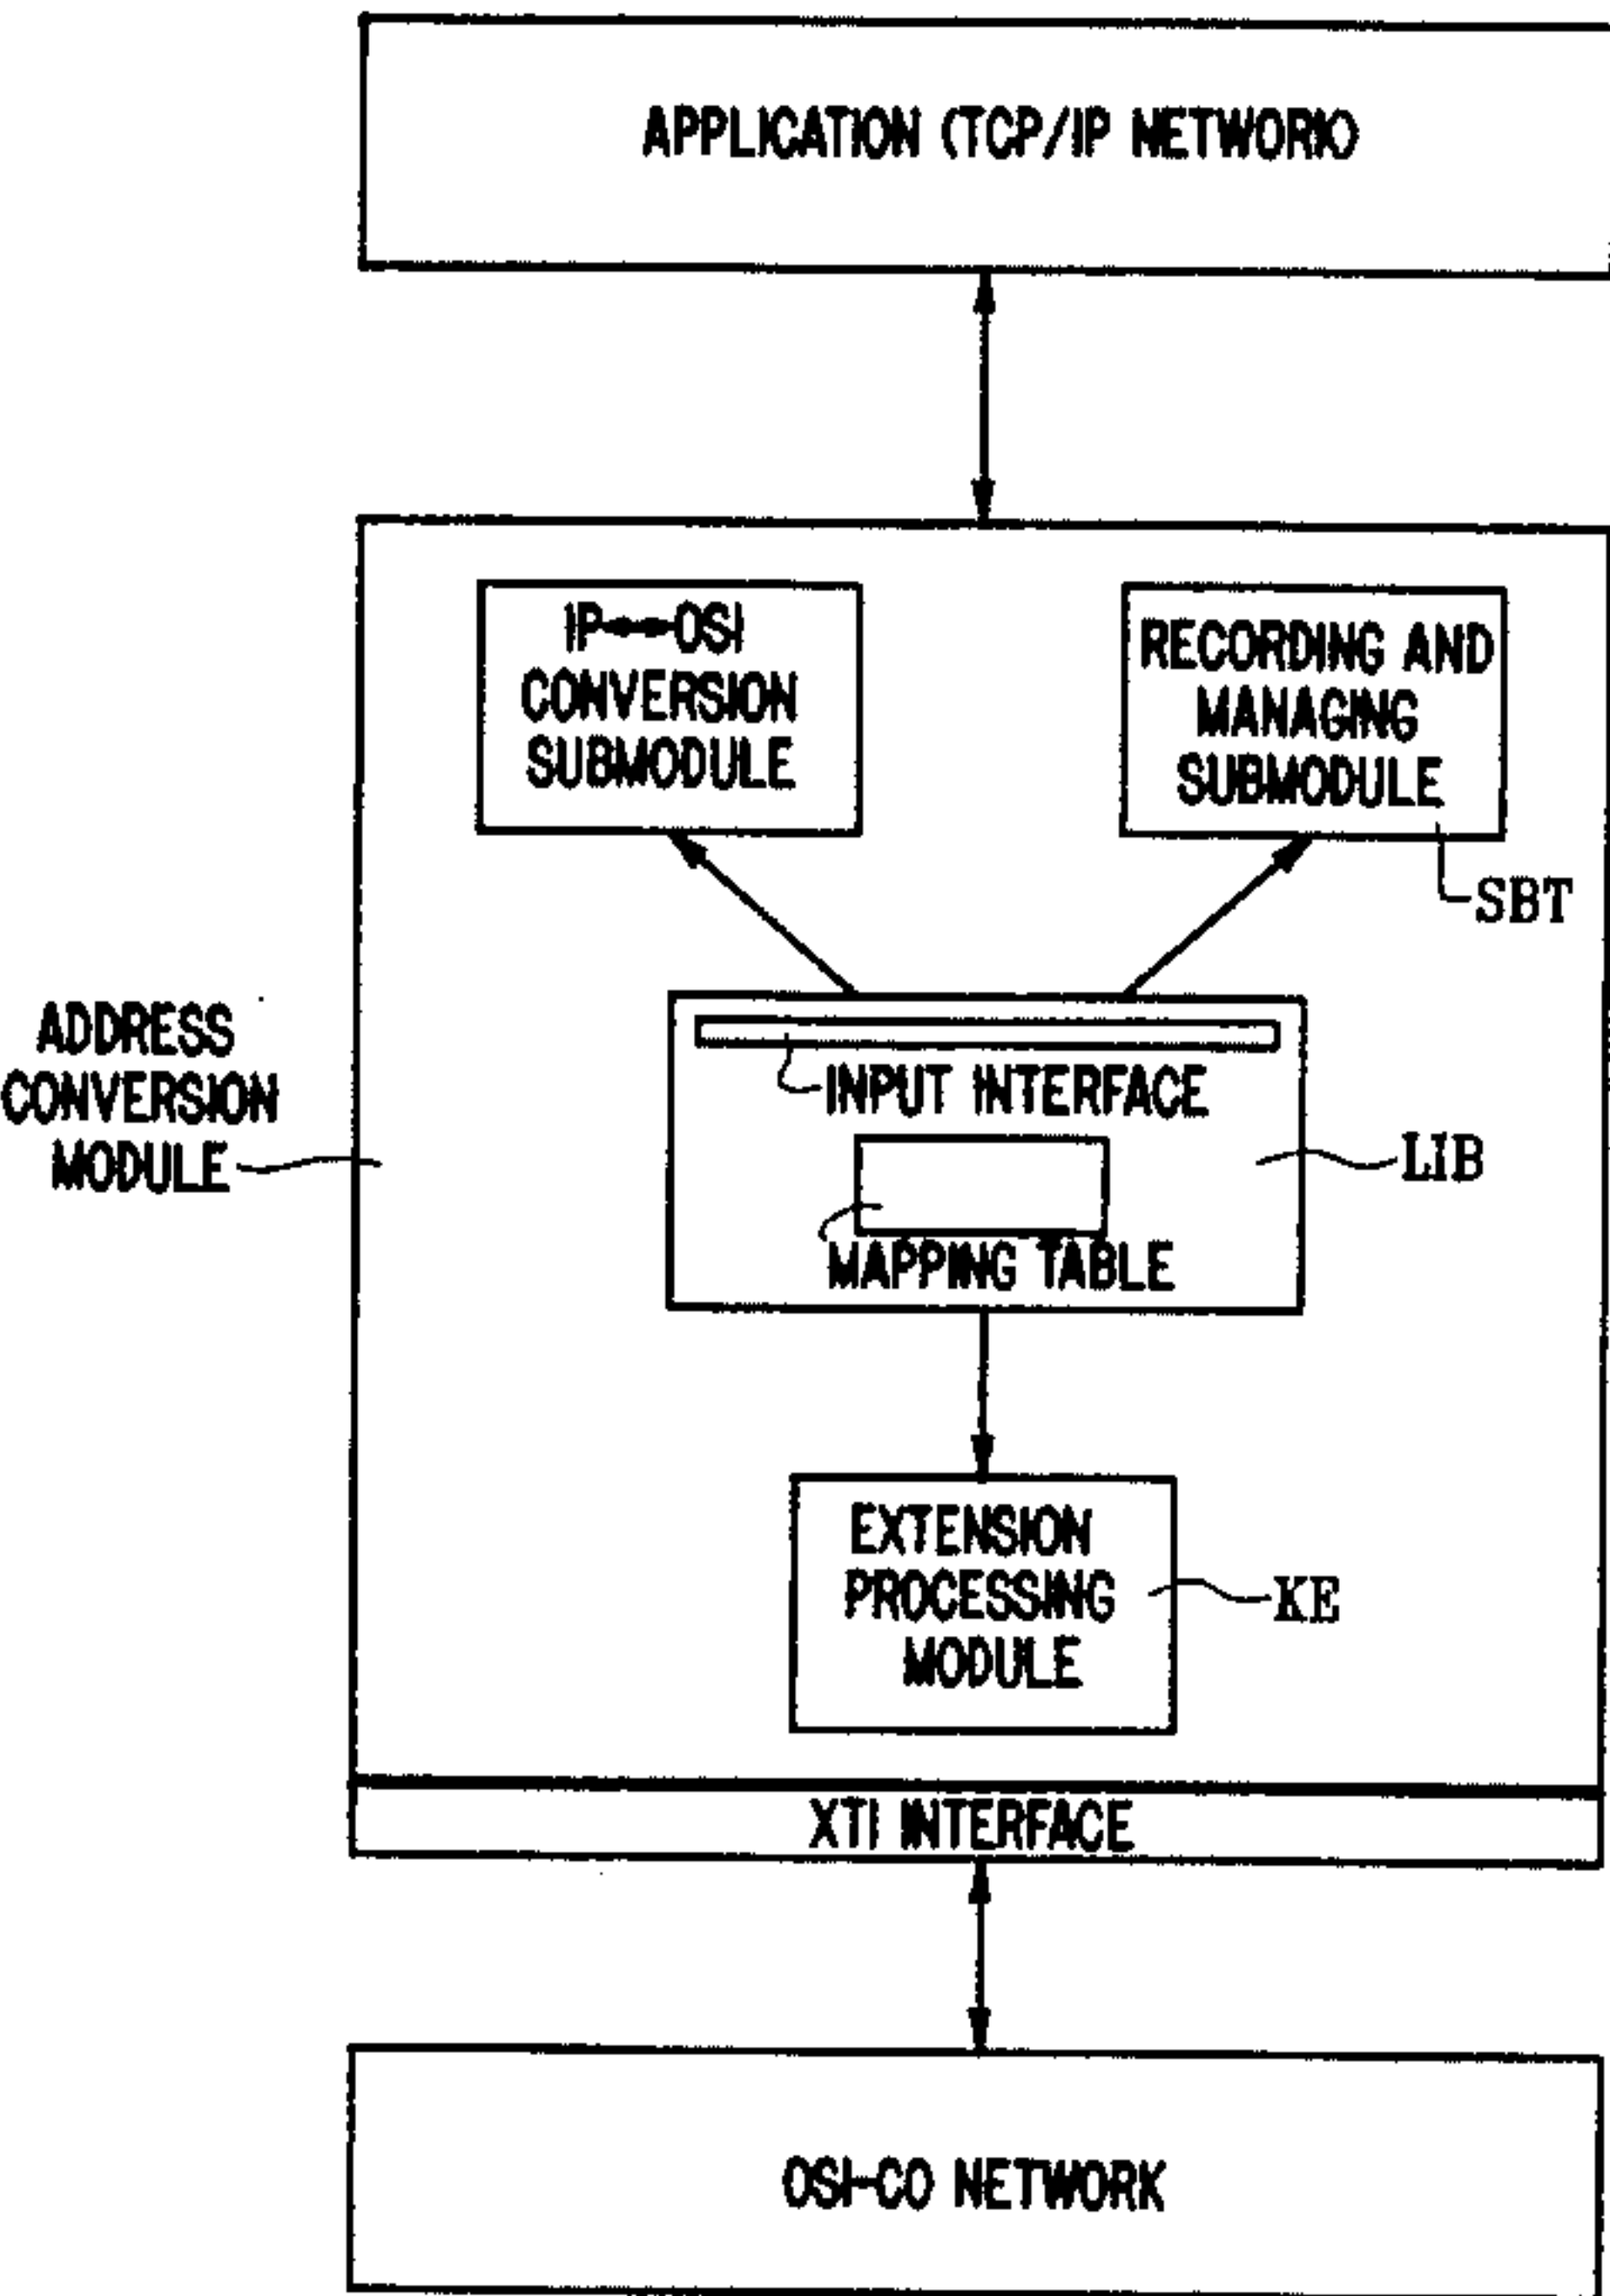 APPLICATION (TCP/IP NETWORK)
IP↔OSI
CONVERSION
SUBMODULE
RECORDING AND
MANAGING
SUBMODULE
SBT
ADDRESS
CONVERSION
MODULE
INPUT INTERFACE
LIB
MAPPING TABLE
EXTENSION
PROCESSING
MODULE
KE
XTI INTERFACE
OSI-CO NETWORK